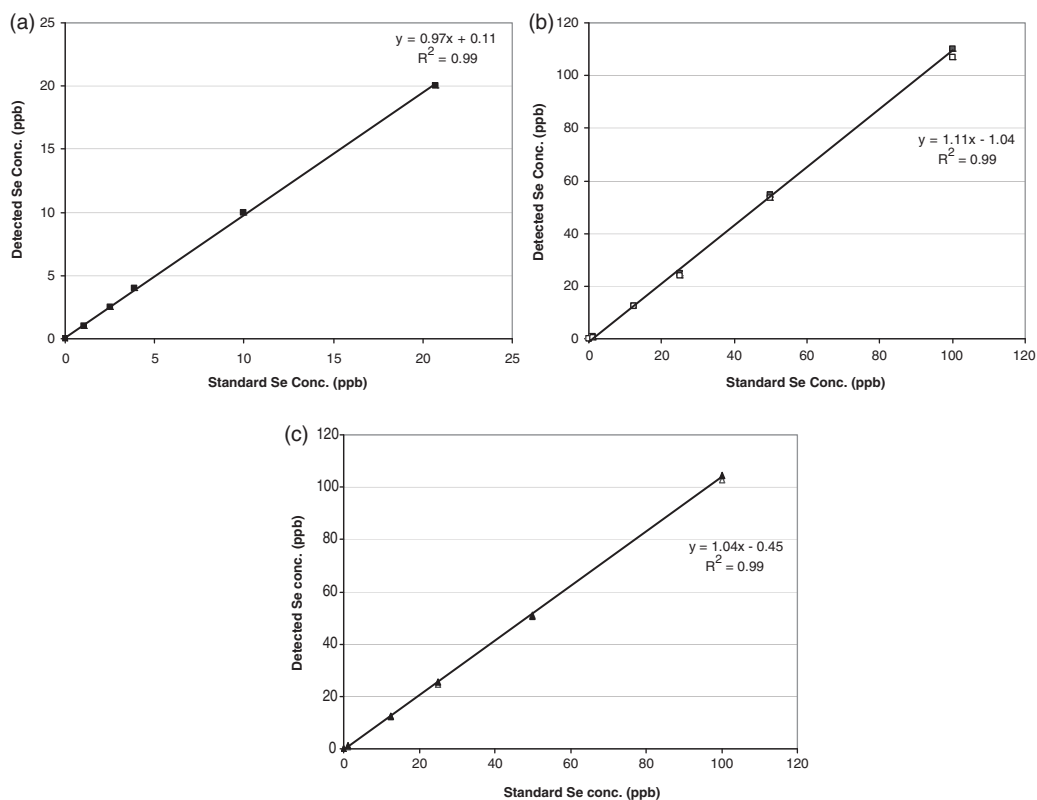 (a)
25
20
15
10
5
0
0 5 10 15 20 25
Detected Se Conc. (ppb)
Standard Se Conc. (ppb)
y = 0.97x + 0.11
R² = 0.99
(b)
120
100
80
60
40
20
0
0 20 40 60 80 100 120
Detected Se Conc. (ppb)
Standard Se Conc. (ppb)
y = 1.11x - 1.04
R² = 0.99
(c)
120
100
80
60
40
20
0
0 20 40 60 80 100 120
Detected Se conc. (ppb)
Standard Se conc. (ppb)
y = 1.04x - 0.45
R² = 0.99